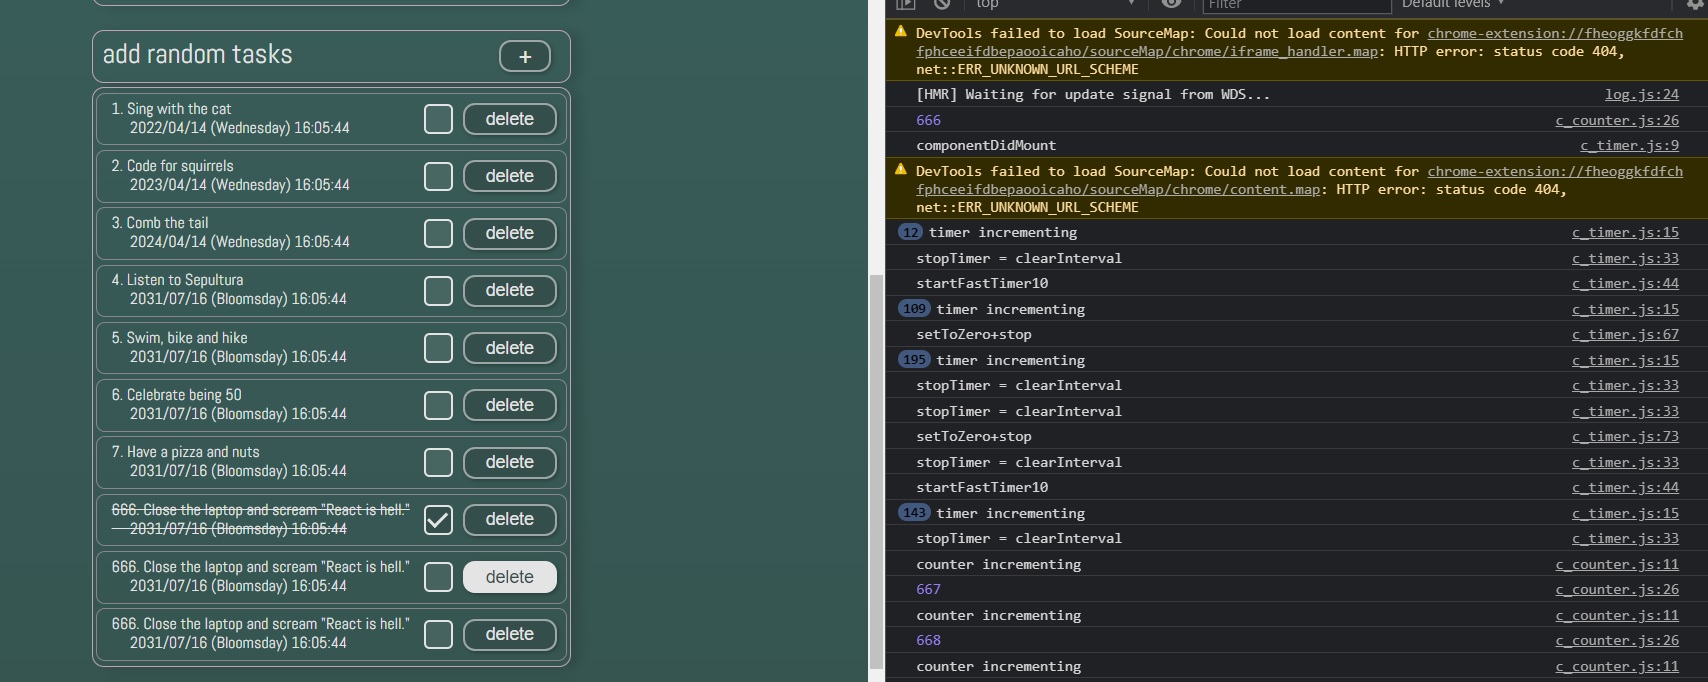 add random tasks
+
1. Sing with the cat
2022/04/14 (Wednesday) 16:05:44
delete
2. Code for squirrels
2023/04/14 (Wednesday) 16:05:44
delete
3. Comb the tail
2024/04/14 (Wednesday) 16:05:44
delete
4. Listen to Sepultura
2031/07/16 (Bloomsday) 16:05:44
delete
5. Swim, bike and hike
2031/07/16 (Bloomsday) 16:05:44
delete
6. Celebrate being 50
2031/07/16 (Bloomsday) 16:05:44
delete
7. Have a pizza and nuts
2031/07/16 (Bloomsday) 16:05:44
delete
666. Close the laptop and scream "React is hell."
2031/07/16 (Bloomsday) 16:05:44
delete
666. Close the laptop and scream "React is hell."
2031/07/16 (Bloomsday) 16:05:44
delete
666. Close the laptop and scream "React is hell."
2031/07/16 (Bloomsday) 16:05:44
delete
top
Filter
Default levels
DevTools failed to load SourceMap: Could not load content for chrome-extension://fheoggkfdfch
fphceeifdbepaooicaho/sourceMap/chrome/iframe_handler.map: HTTP error: status code 404,
net::ERR_UNKNOWN_URL_SCHEME
[HMR] Waiting for update signal from WDS... log.js:24
666 c_counter.js:26
componentDidMount c_timer.js:9
DevTools failed to load SourceMap: Could not load content for chrome-extension://fheoggkfdfch
fphceeifdbepaooicaho/sourceMap/chrome/content.map: HTTP error: status code 404,
net::ERR_UNKNOWN_URL_SCHEME
12 timer incrementing c_timer.js:15
stopTimer = clearInterval c_timer.js:33
startFastTimer10 c_timer.js:44
109 timer incrementing c_timer.js:15
setToZero+stop c_timer.js:67
195 timer incrementing c_timer.js:15
stopTimer = clearInterval c_timer.js:33
stopTimer = clearInterval c_timer.js:33
setToZero+stop c_timer.js:73
stopTimer = clearInterval c_timer.js:33
startFastTimer10 c_timer.js:44
143 timer incrementing c_timer.js:15
stopTimer = clearInterval c_timer.js:33
counter incrementing c_counter.js:11
667 c_counter.js:26
counter incrementing c_counter.js:11
668 c_counter.js:26
counter incrementing c_counter.js:11